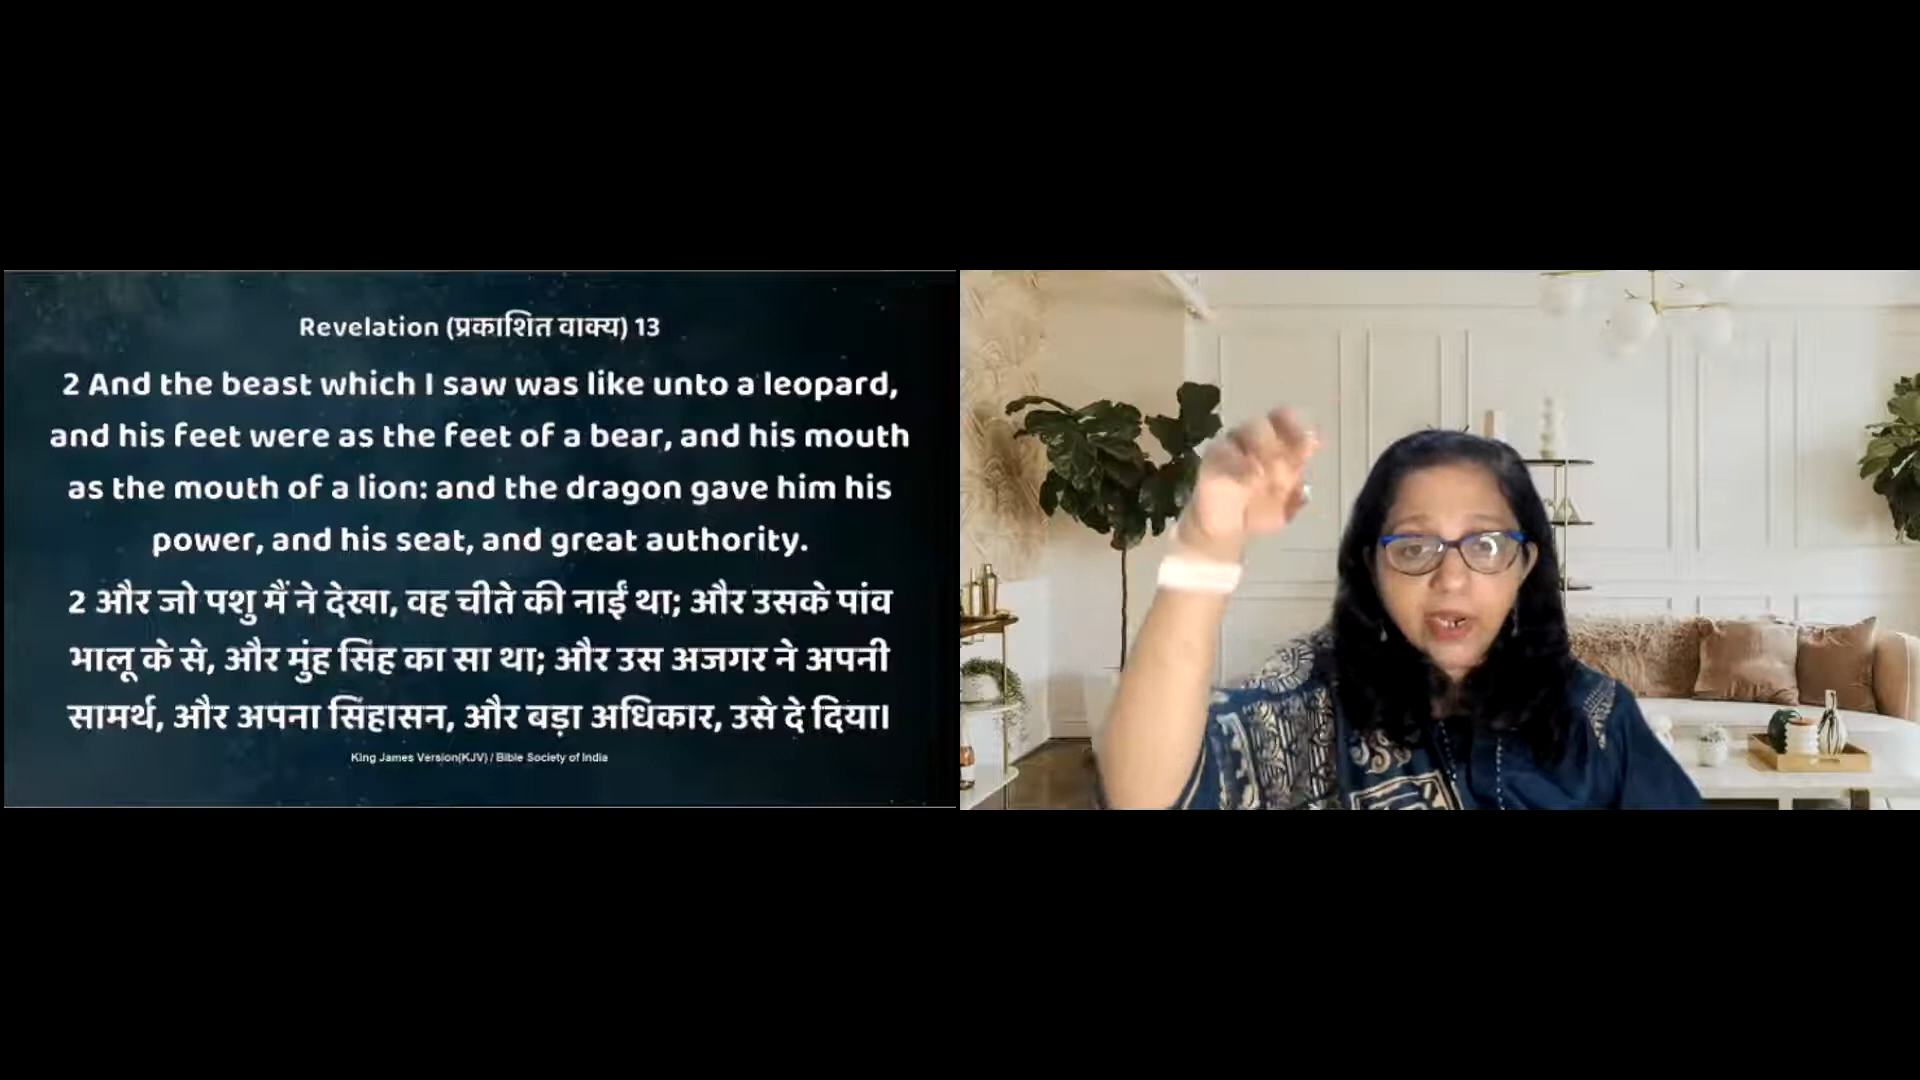 Revelation (प्रकाशित वाक्य) 13
2 And the beast which I saw was like unto a leopard,
and his feet were as the feet of a bear, and his mouth
as the mouth of a lion: and the dragon gave him his
power, and his seat, and great authority.
2 और जो पशु मैं ने देखा, वह चीते की नाईं था; और उसके पांव
भालू के से, और मुंह सिंह का सा था; और उस अजगर ने अपनी
सामर्थ, और अपना सिंहासन, और बड़ा अधिकार, उसे दे दिया।
King James Version(KJV) / Bible Society of India